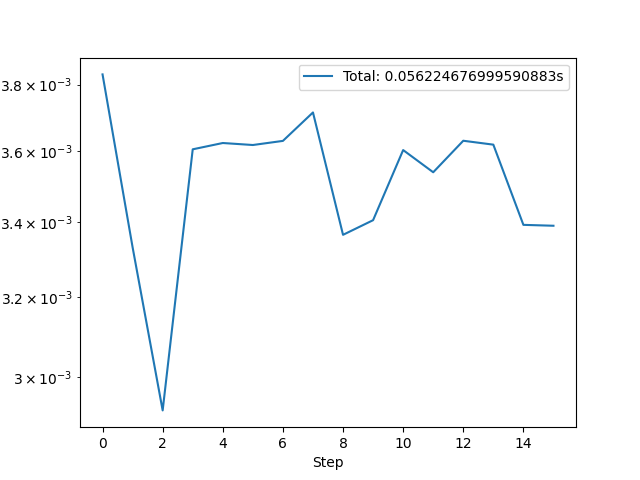 Total: 0.056224676999590883s
3.8 × 10⁻³
3.6 × 10⁻³
3.4 × 10⁻³
3.2 × 10⁻³
3 × 10⁻³
0 2 4 6 8 10 12 14
Step